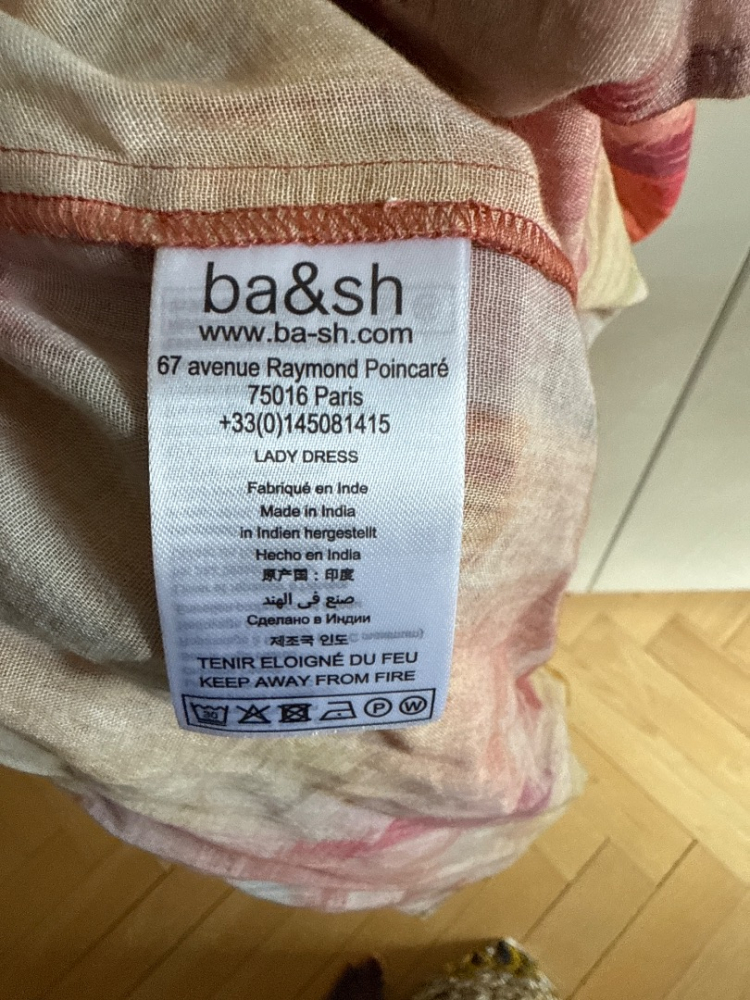 ba&sh
www.ba-sh.com
67 avenue Raymond Poincaré
75016 Paris
+33(0)145081415
LADY DRESS
Fabriqué en Inde
Made in India
in Indien hergestellt
Hecho en India
原产国：印度
صنع في الهند
Сделано в Индии
제조국 인도
TENIR ELOIGNÉ DU FEU
KEEP AWAY FROM FIRE
30 P W